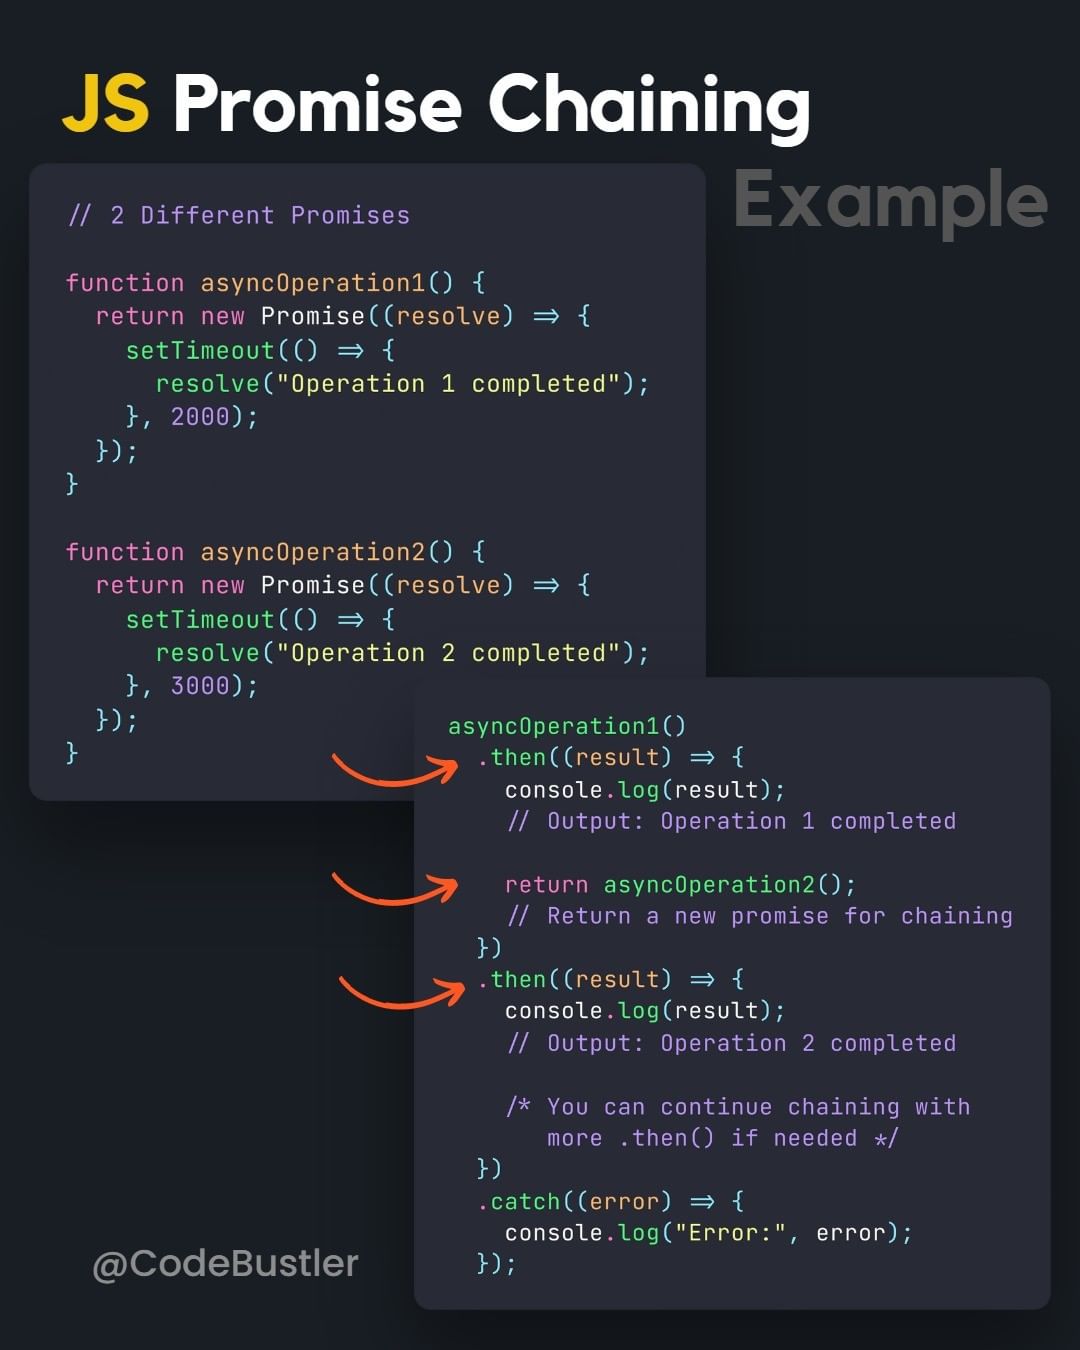 JS Promise Chaining
Example
// 2 Different Promises
function asyncOperation1() {
  return new Promise((resolve) => {
    setTimeout(() => {
      resolve("Operation 1 completed");
    }, 2000);
  });
}
function asyncOperation2() {
  return new Promise((resolve) => {
    setTimeout(() => {
      resolve("Operation 2 completed");
    }, 3000);
  });
}
asyncOperation1()
  .then((result) => {
    console.log(result);
    // Output: Operation 1 completed
    return asyncOperation2();
    // Return a new promise for chaining
  })
  .then((result) => {
    console.log(result);
    // Output: Operation 2 completed
    /* You can continue chaining with
       more .then() if needed */
  })
  .catch((error) => {
    console.log("Error:", error);
  });
@CodeBustler